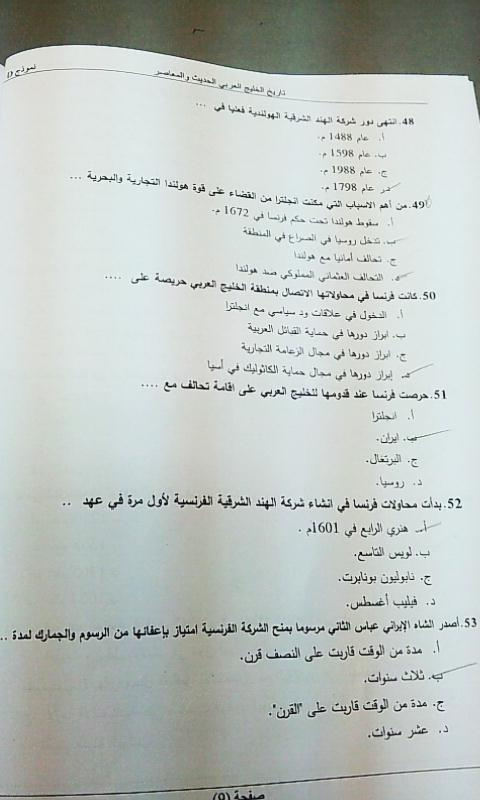 تاريخ الخليج العربي الحديث والمعاصر نموذج D
48. انتهى دور شركة الهند الشرقية الهولندية فعليا في ...
أ. عام 1488 م.
ب. عام 1598 م.
ج. عام 1988 م.
د. عام 1798 م.
49. من أهم الاسباب التي مكنت انجلترا من القضاء على قوة هولندا التجارية والبحرية ...
أ. سقوط هولندا تحت حكم فرنسا في 1672 م.
ب. تدخل روسيا في الصراع في المنطقة
ج. تحالف أمانيا مع هولندا
د. التحالف العثماني المملوكي ضد هولندا
50. كانت فرنسا في محاولاتها الاتصال بمنطقة الخليج العربي حريصة على ....
أ. الدخول في علاقات ود سياسي مع انجلترا
ب. ابراز دورها في حماية القبائل العربية
ج. ابراز دورها في مجال الزعامة التجارية
د. إبراز دورها في مجال حماية الكاثوليك في أسيا
51. حرصت فرنسا عند قدومها للخليج العربي على اقامة تحالف مع ....
أ. انجلترا
ب. ايران.
ج. البرتغال.
د. روسيا.
52. بدأت محاولات فرنسا في انشاء شركة الهند الشرقية الفرنسية لأول مرة في عهد ..
أ. هنري الرابع في 1601م .
ب. لويس التاسع.
ج. نابوليون بونابرت.
د. فيليب أغسطس.
53. أصدر الشاه الإيراني عباس الثاني مرسوما بمنح الشركة الفرنسية امتياز بإعفائها من الرسوم والجمارك لمدة ..
أ. مدة من الوقت قاربت على النصف قرن.
ب. ثلاث سنوات.
ج. مدة من الوقت قاربت على "القرن".
د. عشر سنوات.
صفحة (9)